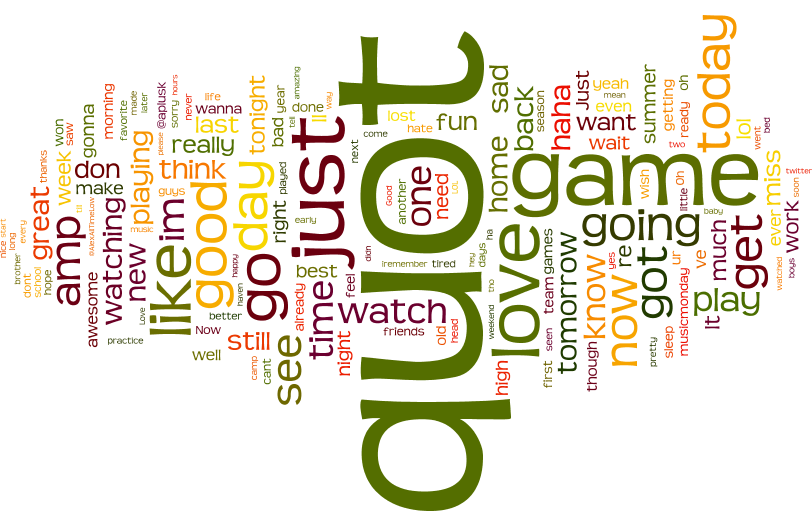 quot
game
just
love
good
go
day
like
im
get
today
now
going
got
know
time
watch
see
one
need
home
sad
back
haha
Just
want
wait
yeah
mean
even
summer
getting
ready
oh
two
lol
went
bed
miss
ever
work
twitter
soon
watched
boys
much
It
ve
ur
musicmonday
sleep
pretty
play
re
yes
wish
Oh
little
baby
tomorrow
team
games
though
first
seen
high
weekend
tho
days
ha
hey
season
fun
hate
lost
come
LOL
Good
another
iremember
tired
didn
feel
friends
old
head
night
best
already
still
camp
cant
well
Now
better
happy
haven
early
right
played
next
bad
year
tonight
done
ll
way
tel
amazing
last
wanna
life
really
sorry
never
hours
@aplusk
please
think
guys
playing
music
morning
favorite
made
later
gonna
don
make
watching
new
Love
practice
awesome
@AlexAllTimeLow
till
amp
week
won
saw
great
thanks
hope
school
dont
brother
every
long
nice
start